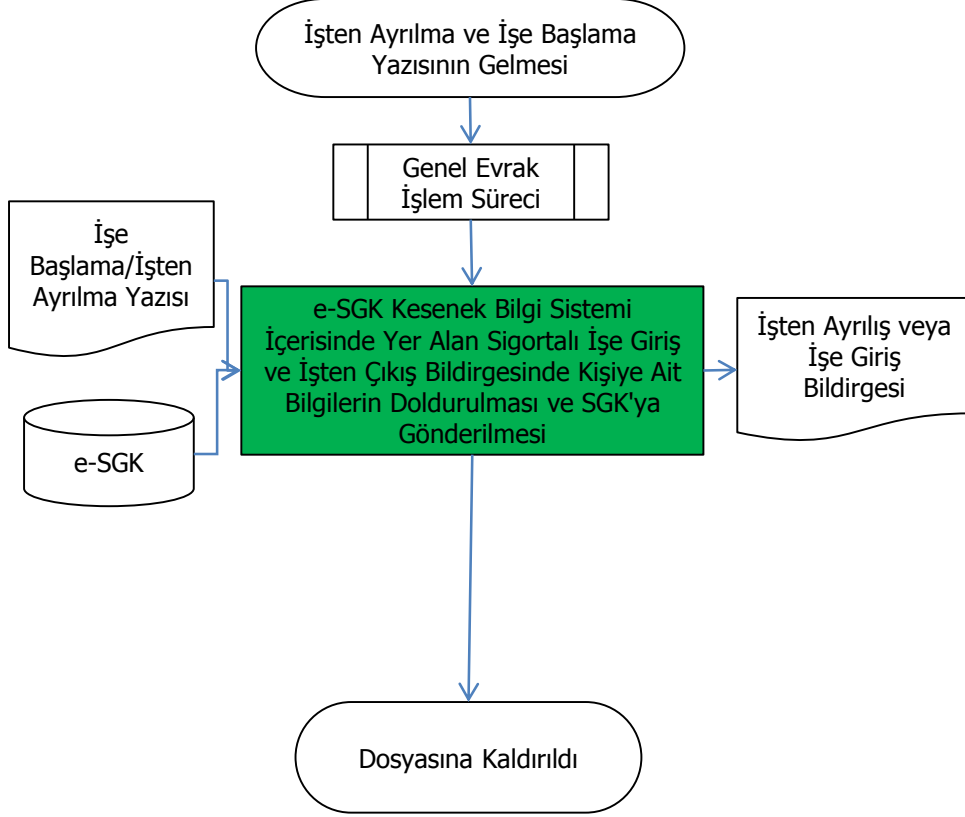 İşten Ayrılma ve İşe Başlama
Yazısının Gelmesi
Genel Evrak
İşlem Süreci
İşe
Başlama/İşten
Ayrılma Yazısı
e-SGK Kesenek Bilgi Sistemi
İçerisinde Yer Alan Sigortalı İşe Giriş
ve İşten Çıkış Bildirgesinde Kişiye Ait
Bilgilerin Doldurulması ve SGK'ya
Gönderilmesi
İşten Ayrılış veya
İşe Giriş
Bildirgesi
e-SGK
Dosyasına Kaldırıldı